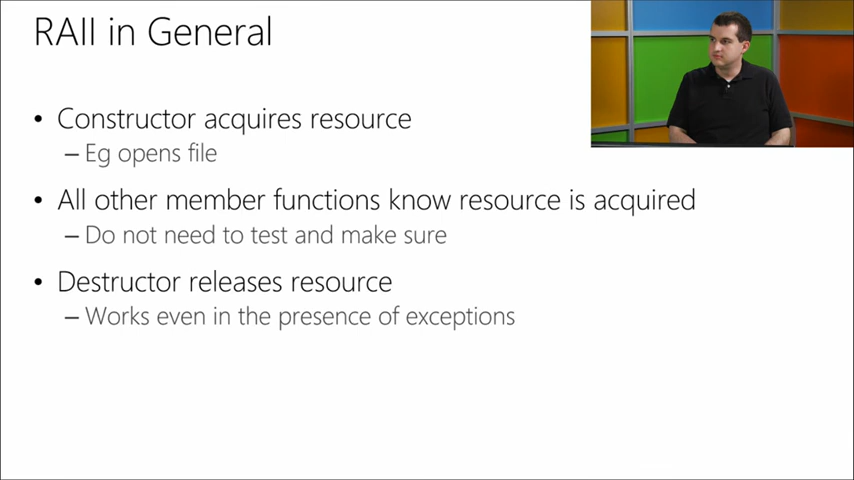 RAII in General
• Constructor acquires resource
– Eg opens file
• All other member functions know resource is acquired
– Do not need to test and make sure
• Destructor releases resource
– Works even in the presence of exceptions